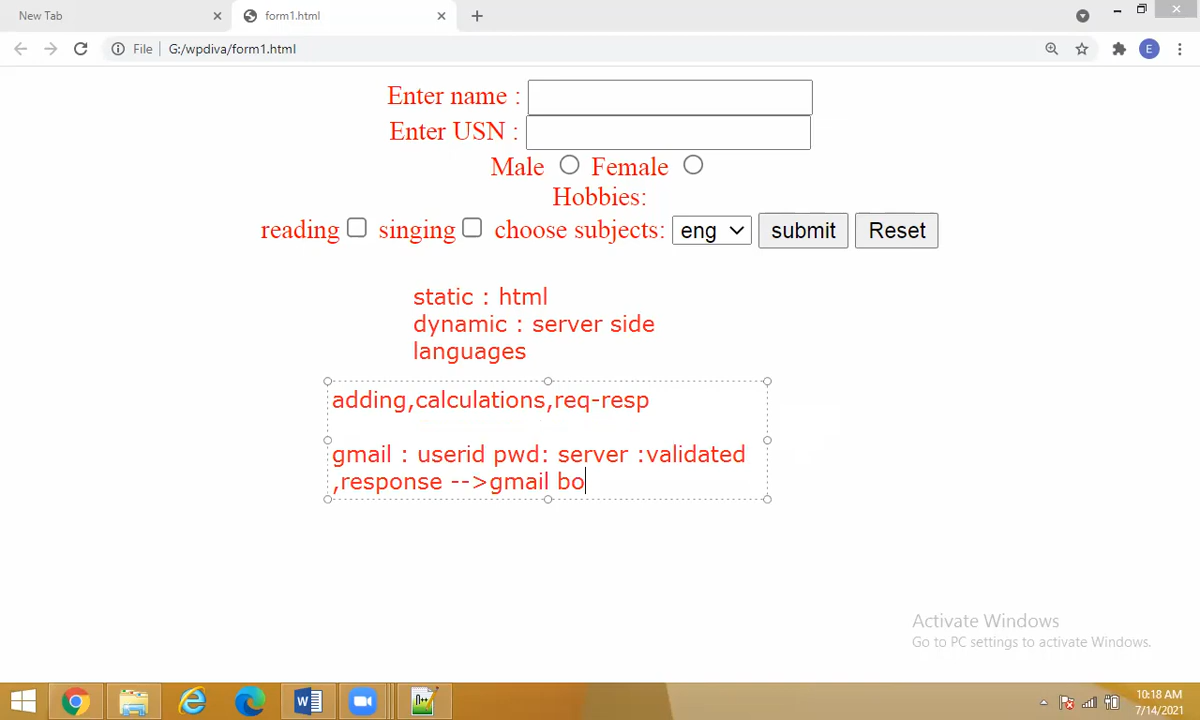 New Tab
form1.html
File
G:/wpdiva/form1.html
E
Enter name :
Enter USN :
Male Female
Hobbies:
reading singing choose subjects: eng submit Reset
static : html
dynamic : server side
languages
adding,calculations,req-resp
gmail : userid pwd: server :validated
,response -->gmail bo
Activate Windows
Go to PC settings to activate Windows.
10:18 AM
7/14/2021